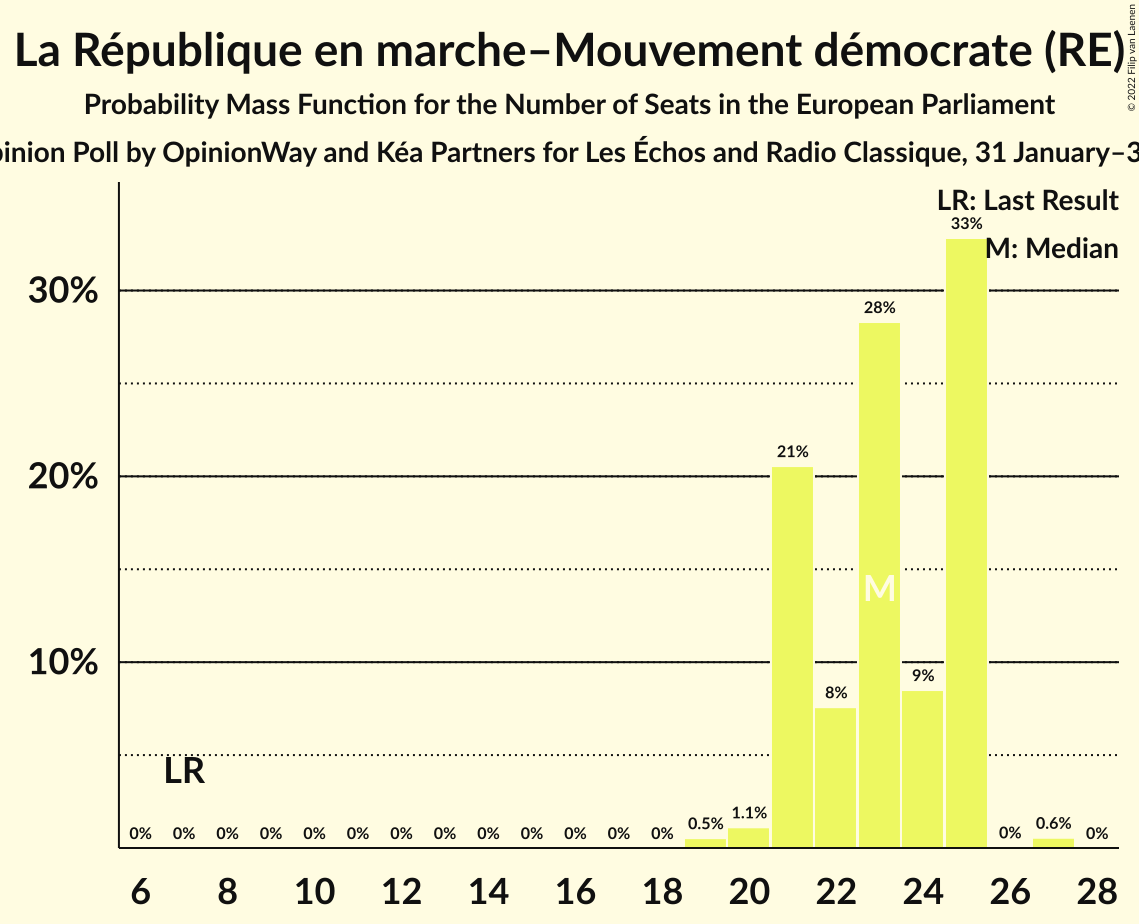 La République en marche–Mouvement démocrate (RE)
© 2022 Filip van Laenen
Probability Mass Function for the Number of Seats in the European Parliament
Poll by OpinionWay and Kéa Partners for Les Échos and Radio Classique, 31 January–3
LR: Last Result
33%
M: Median
30%
28%
21%
20%
M
10%
9%
8%
LR
0% 0% 0% 0% 0% 0% 0% 0% 0% 0% 0% 0% 0% 0.5% 1.1% 0% 0.6% 0%
6 8 10 12 14 16 18 20 22 24 26 28